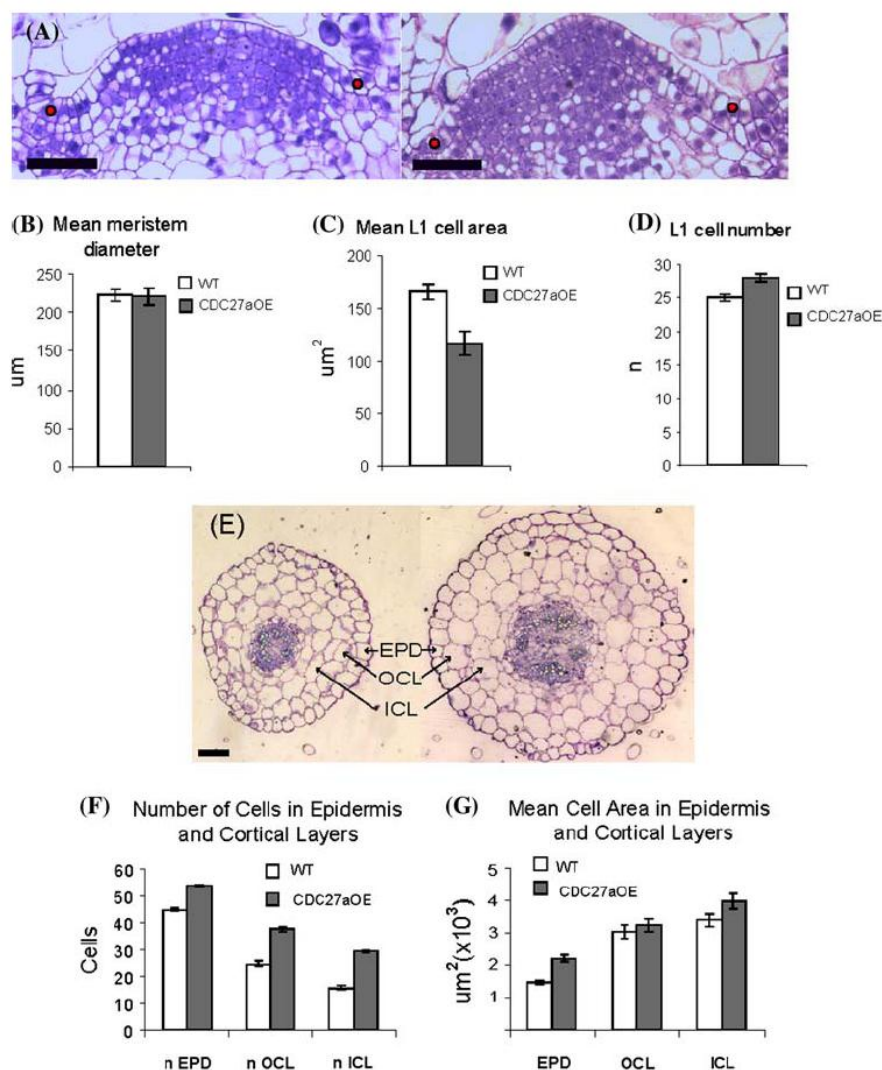 (A)
(B) Mean meristem
diameter
250
200
150
100
50
0
um
WT
CDC27aOE
(C) Mean L1 cell area
200
150
100
50
0
um²
WT
CDC27aOE
(D) L1 cell number
30
25
20
15
10
5
0
n
WT
CDC27aOE
(E)
EPD
OCL
ICL
(F) Number of Cells in Epidermis
and Cortical Layers
60
50
40
30
20
10
0
Cells
WT
CDC27aOE
n EPD n OCL n ICL
(G) Mean Cell Area in Epidermis
and Cortical Layers
5
4
3
2
1
um² (x10³)
WT
CDC27aOE
EPD OCL ICL